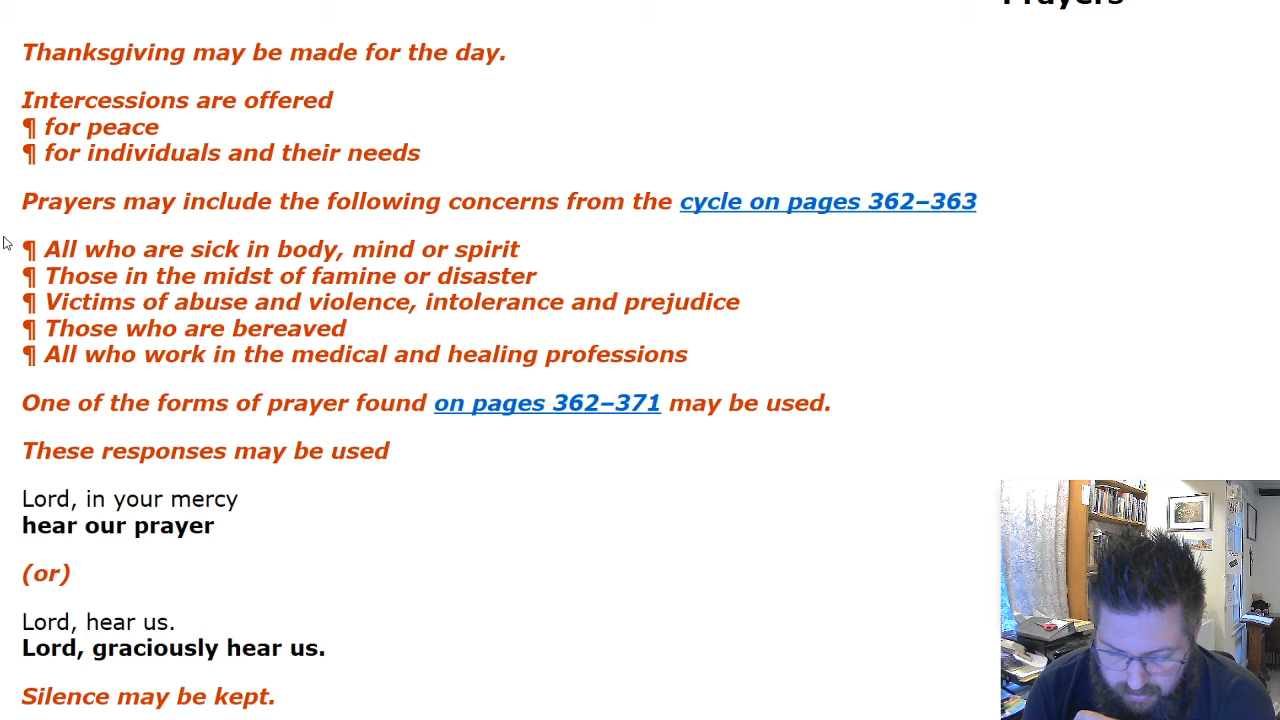 Prayers
Thanksgiving may be made for the day.
Intercessions are offered
¶ for peace
¶ for individuals and their needs
Prayers may include the following concerns from the cycle on pages 362–363
¶ All who are sick in body, mind or spirit
¶ Those in the midst of famine or disaster
¶ Victims of abuse and violence, intolerance and prejudice
¶ Those who are bereaved
¶ All who work in the medical and healing professions
One of the forms of prayer found on pages 362–371 may be used.
These responses may be used
Lord, in your mercy
hear our prayer
(or)
Lord, hear us.
Lord, graciously hear us.
Silence may be kept.